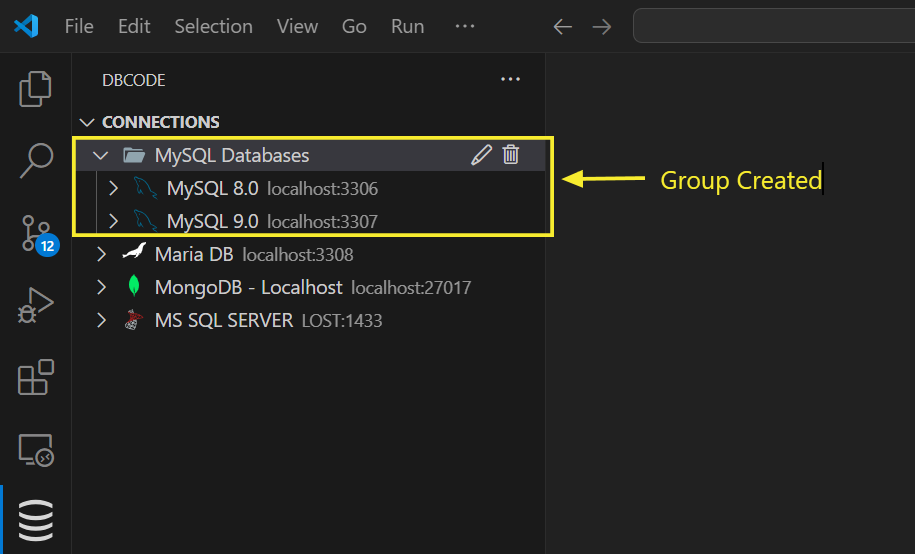 File Edit Selection View Go Run ···
DBCODE ···
CONNECTIONS
MySQL Databases
MySQL 8.0 localhost:3306
Group Created
MySQL 9.0 localhost:3307
12
Maria DB localhost:3308
MongoDB - Localhost localhost:27017
MS SQL SERVER LOST:1433